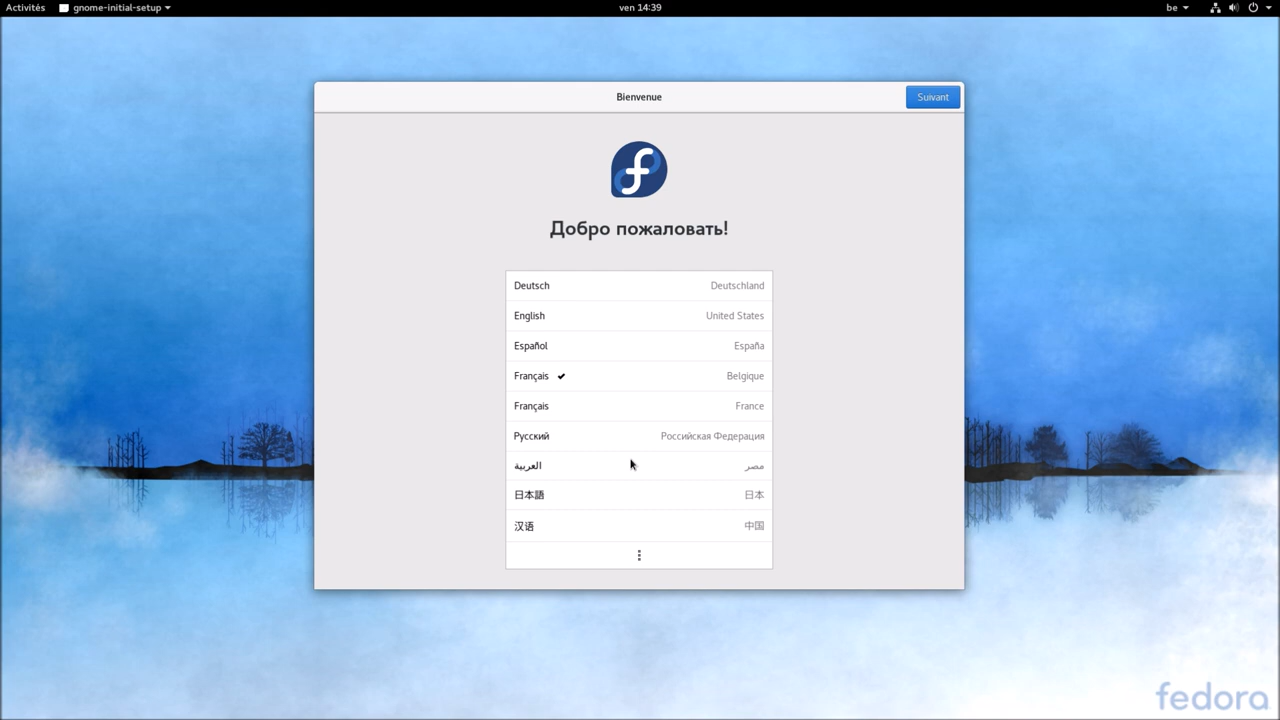 Activités gnome-initial-setup ven 14:39 be
Bienvenue Suivant
Добро пожаловать!
Deutsch Deutschland
English United States
Español España
Français Belgique
Français France
Русский Российская Федерация
العربية مصر
日本語 日本
汉语 中国
fedora